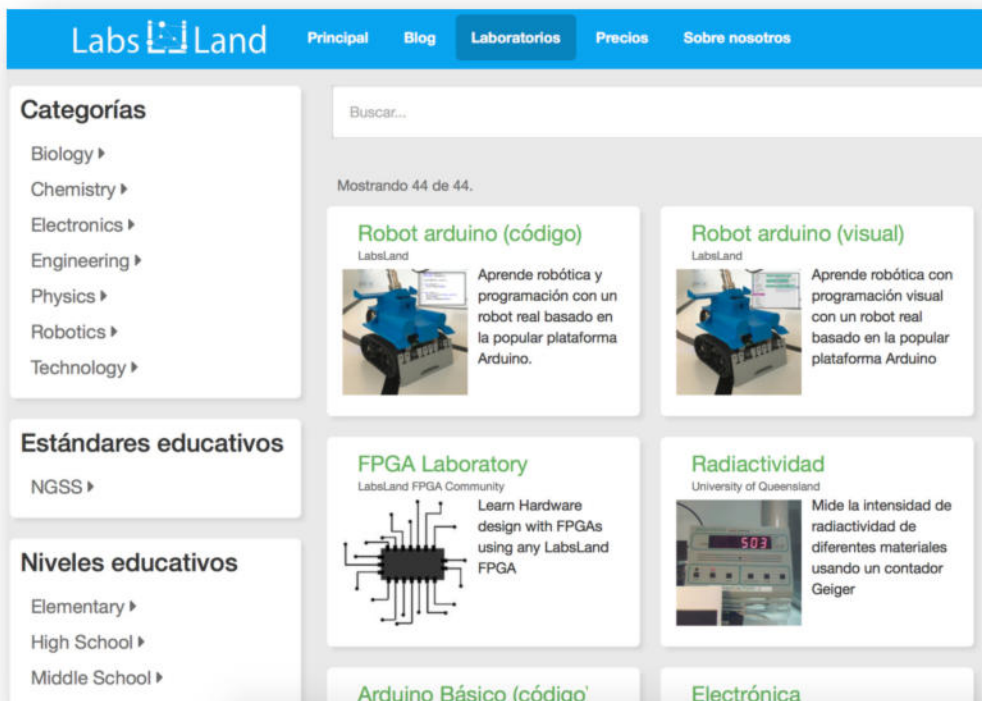 Labs Land
Principal
Blog
Laboratorios
Precios
Sobre nosotros
Categorías
Biology
Chemistry
Electronics
Engineering
Physics
Robotics
Technology
Estándares educativos
NGSS
Niveles educativos
Elementary
High School
Middle School
Buscar...
Mostrando 44 de 44.
Robot arduino (código)
LabsLand
Aprende robótica y
programación con un
robot real basado en
la popular plataforma
Arduino.
Robot arduino (visual)
LabsLand
Aprende robótica con
programación visual
con un robot real
basado en la popular
plataforma Arduino
FPGA Laboratory
LabsLand FPGA Community
Learn Hardware
design with FPGAs
using any LabsLand
FPGA
Radiactividad
University of Queensland
503
Mide la intensidad de
radiactividad de
diferentes materiales
usando un contador
Geiger
Arduino Básico (código
Electrónica